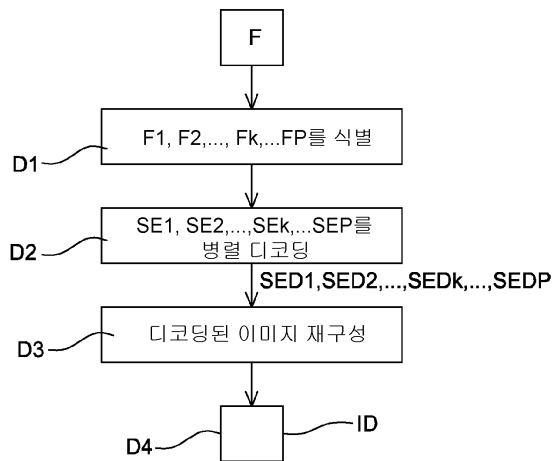 F
F1, F2,..., Fk,...FP를 식별
D1
SE1, SE2,...,SEk,...SEP를
병렬 디코딩
D2
SED1,SED2,...,SEDk,...,SEDP
디코딩된 이미지 재구성
D3
D4
ID